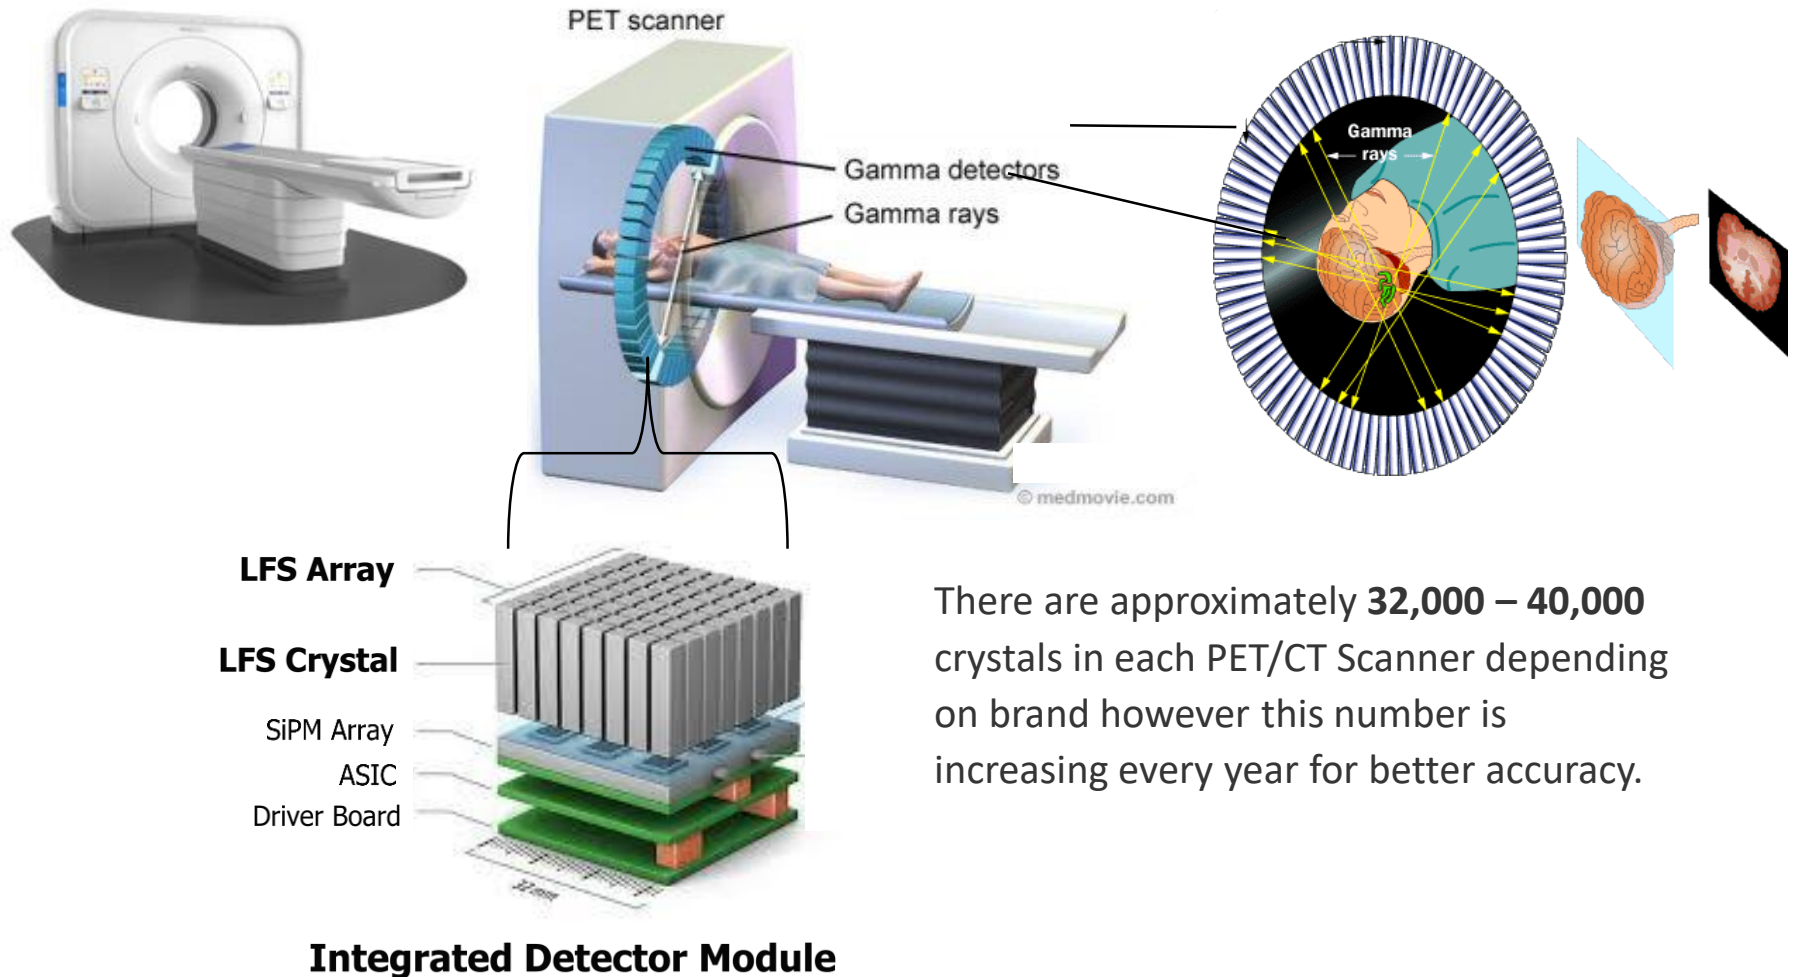 PET scanner
Gamma detectors
Gamma rays
Gamma
rays
© medmovie.com
LFS Array
LFS Crystal
SiPM Array
ASIC
Driver Board
32 mm
Integrated Detector Module
There are approximately 32,000 – 40,000
crystals in each PET/CT Scanner depending
on brand however this number is
increasing every year for better accuracy.